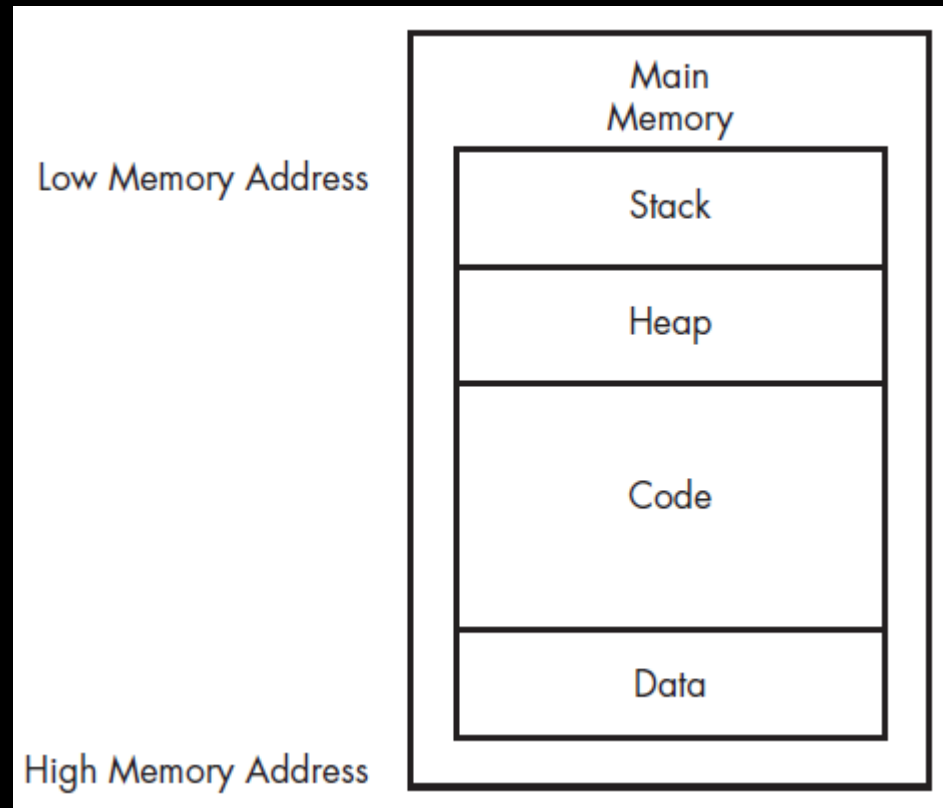 Main
Memory
Low Memory Address
Stack
Heap
Code
Data
High Memory Address